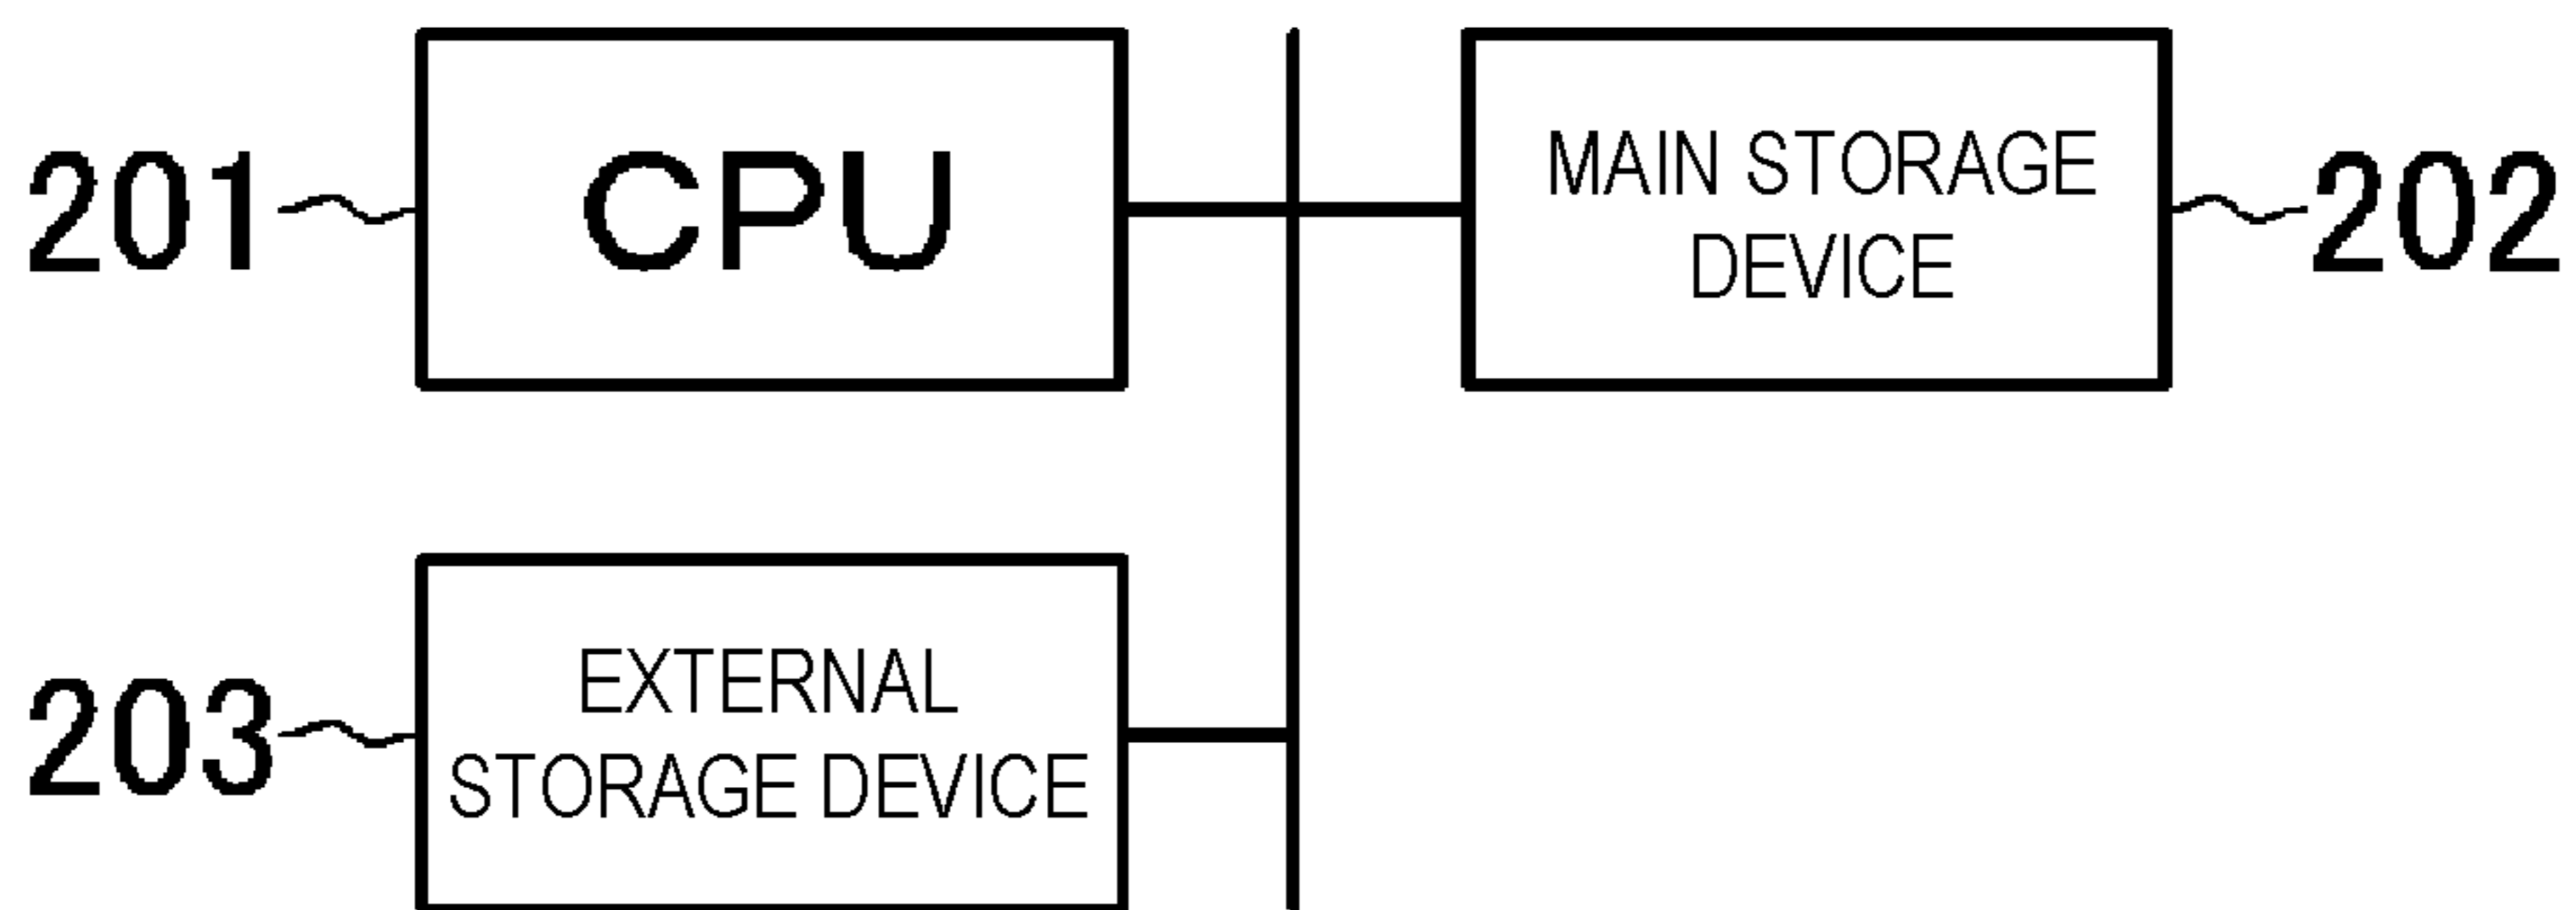 201
CPU
MAIN STORAGE
DEVICE
202
203
EXTERNAL
STORAGE DEVICE